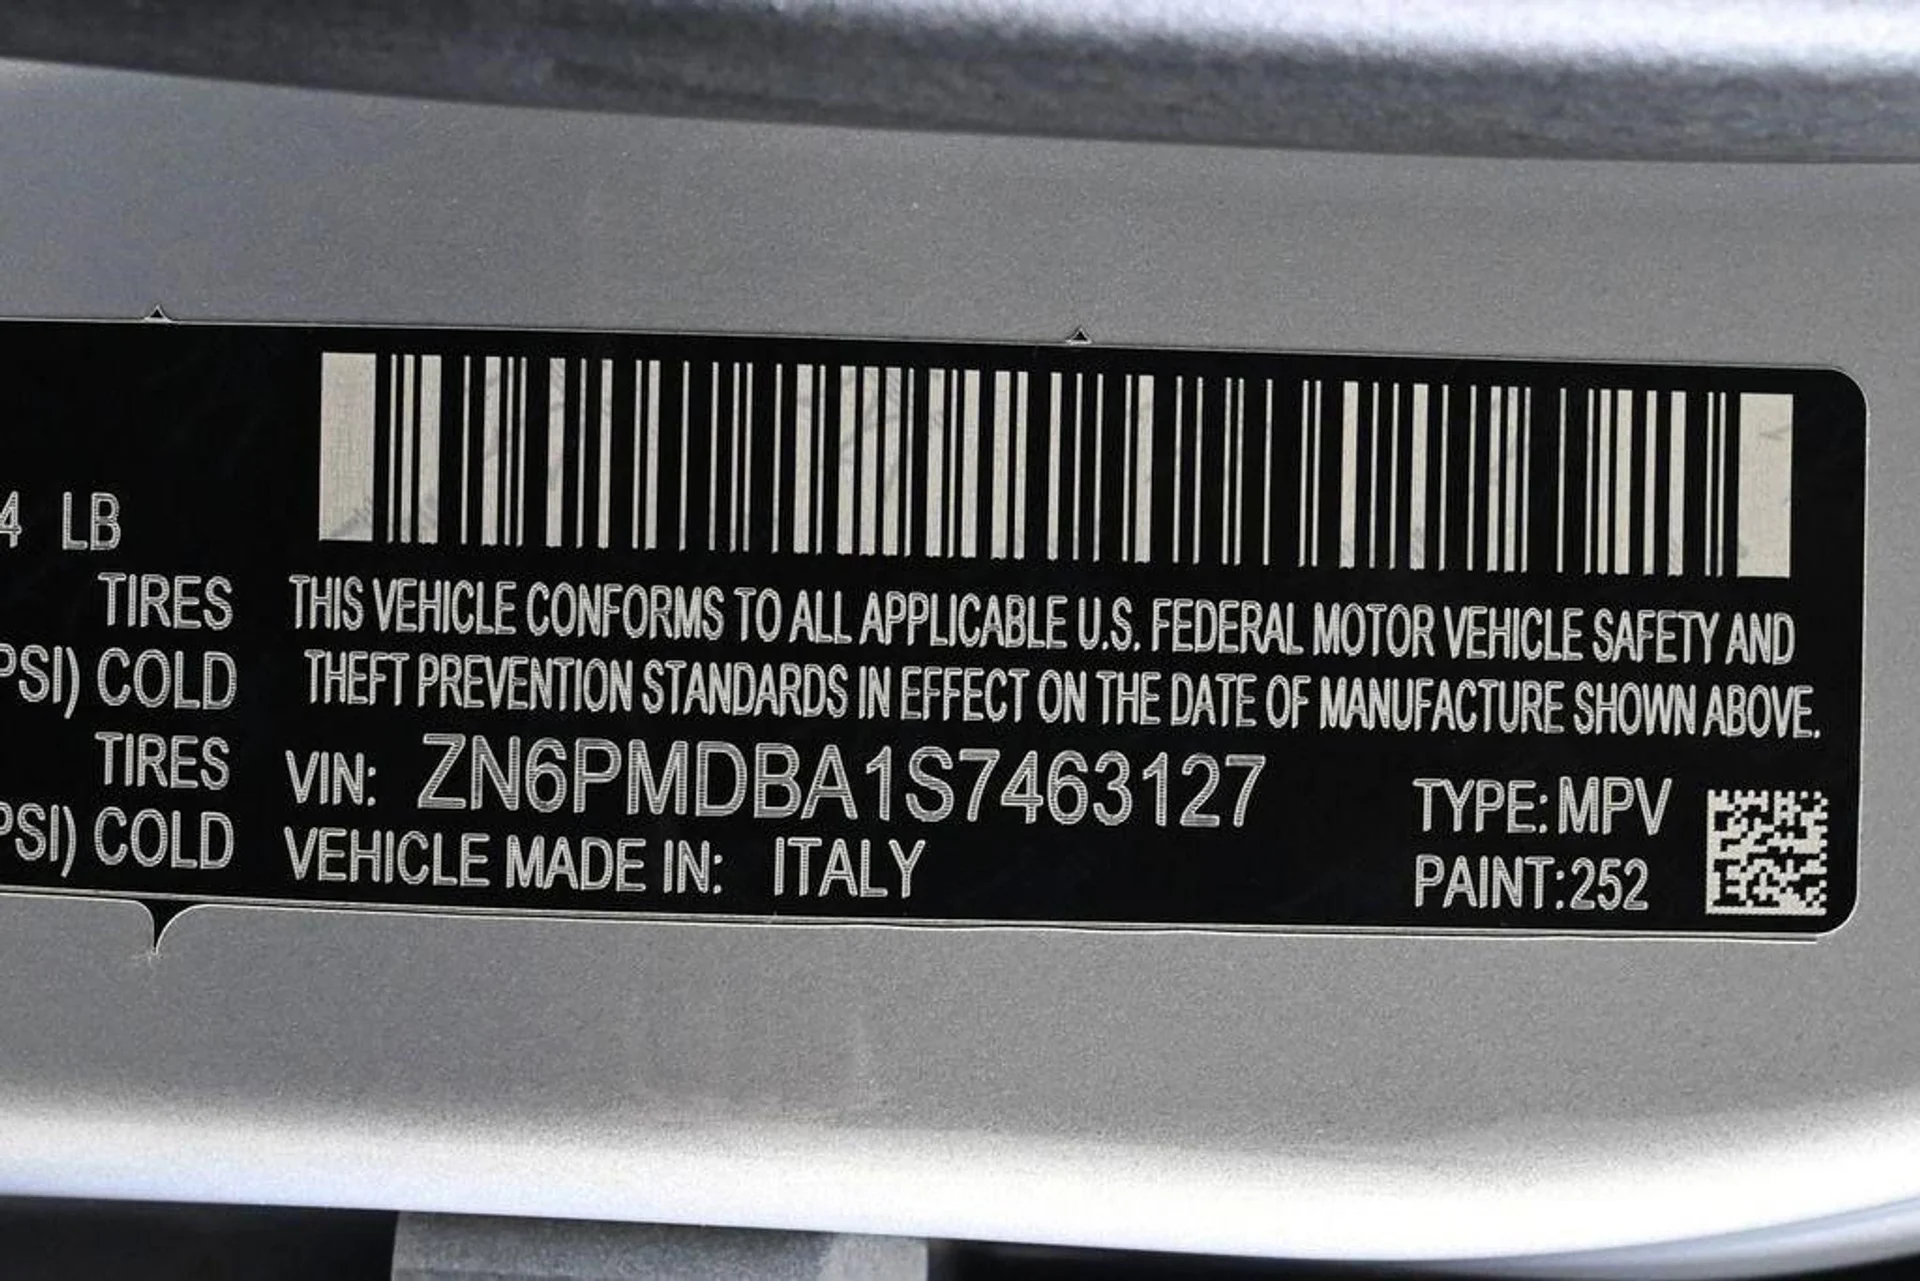 4 LB
TIRES
PSI) COLD
TIRES
PSI) COLD
THIS VEHICLE CONFORMS TO ALL APPLICABLE U.S. FEDERAL MOTOR VEHICLE SAFETY AND
THEFT PREVENTION STANDARDS IN EFFECT ON THE DATE OF MANUFACTURE SHOWN ABOVE.
VIN: ZN6PMDBA1S7463127
VEHICLE MADE IN: ITALY
TYPE: MPV
PAINT:252